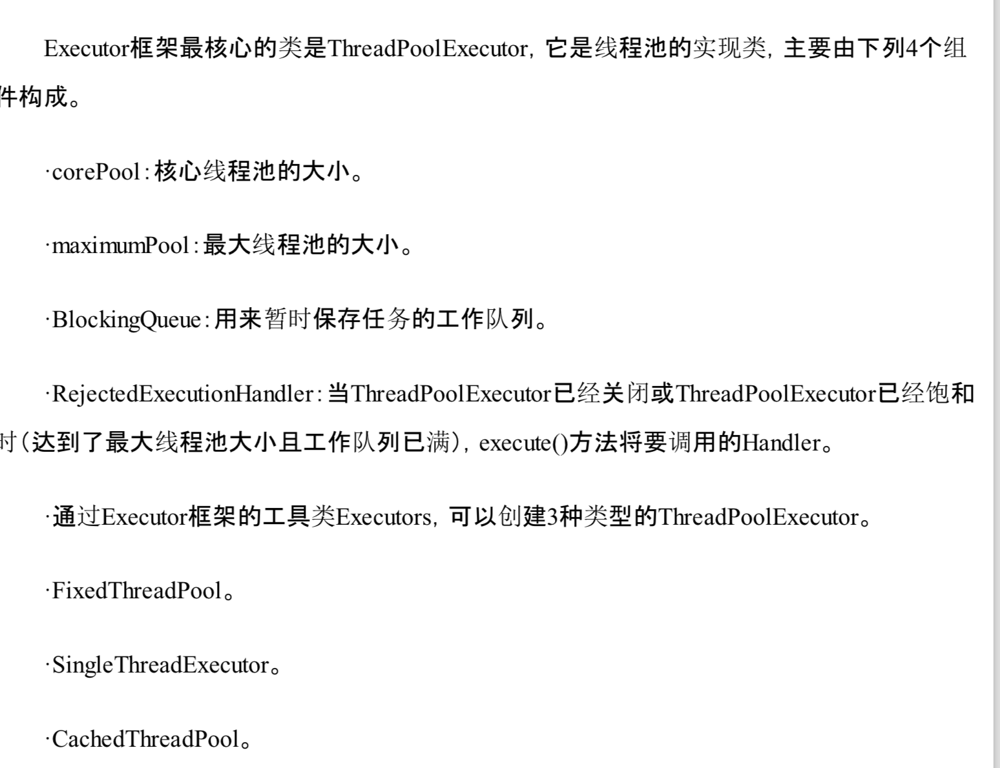 Executor框架最核心的类是ThreadPoolExecutor，它是线程池的实现类，主要由下列4个组
件构成。
·corePool：核心线程池的大小。
·maximumPool：最大线程池的大小。
·BlockingQueue：用来暂时保存任务的工作队列。
·RejectedExecutionHandler：当ThreadPoolExecutor已经关闭或ThreadPoolExecutor已经饱和
时（达到了最大线程池大小且工作队列已满），execute()方法将要调用的Handler。
·通过Executor框架的工具类Executors，可以创建3种类型的ThreadPoolExecutor。
·FixedThreadPool。
·SingleThreadExecutor。
·CachedThreadPool。